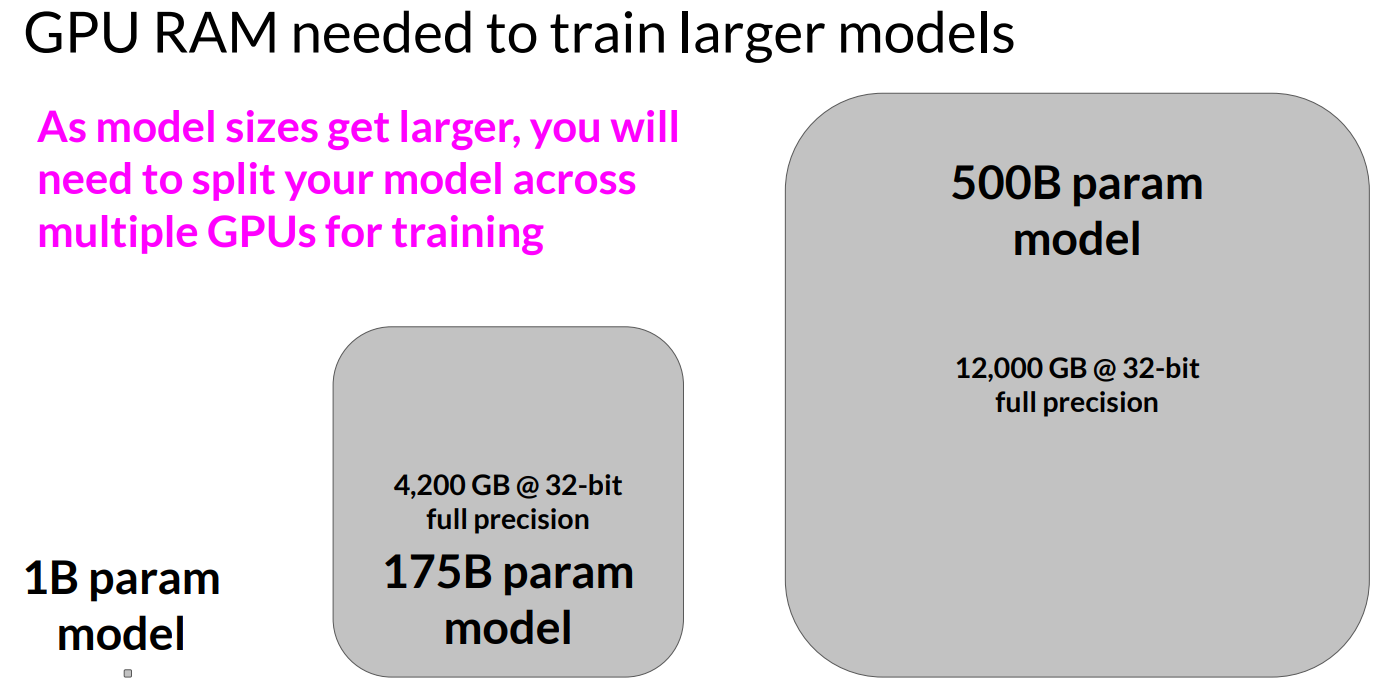 GPU RAM needed to train larger models
As model sizes get larger, you will
need to split your model across
multiple GPUs for training
1B param
model
4,200 GB @ 32-bit
full precision
175B param
model
500B param
model
12,000 GB @ 32-bit
full precision